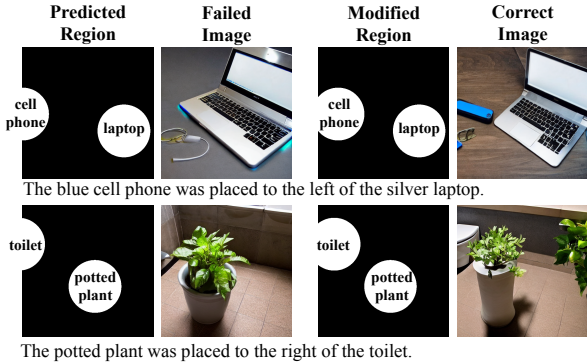 Predicted Region
Failed Image
Modified Region
Correct Image
cell phone
laptop
cell phone
laptop
The blue cell phone was placed to the left of the silver laptop.
toilet
potted plant
toilet
potted plant
The potted plant was placed to the right of the toilet.